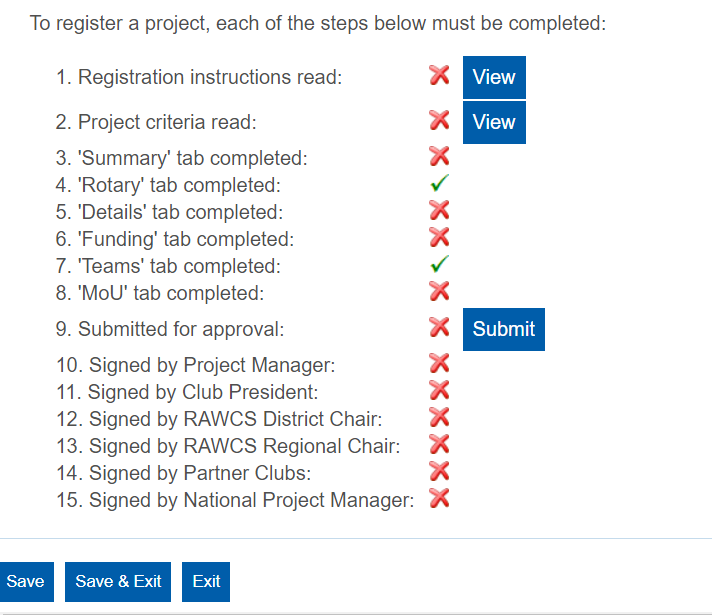 To register a project, each of the steps below must be completed:
1. Registration instructions read: View
2. Project criteria read: View
3. 'Summary' tab completed:
4. 'Rotary' tab completed:
5. 'Details' tab completed:
6. 'Funding' tab completed:
7. 'Teams' tab completed:
8. 'MoU' tab completed:
9. Submitted for approval: Submit
10. Signed by Project Manager:
11. Signed by Club President:
12. Signed by RAWCS District Chair:
13. Signed by RAWCS Regional Chair:
14. Signed by Partner Clubs:
15. Signed by National Project Manager:
Save Save & Exit Exit